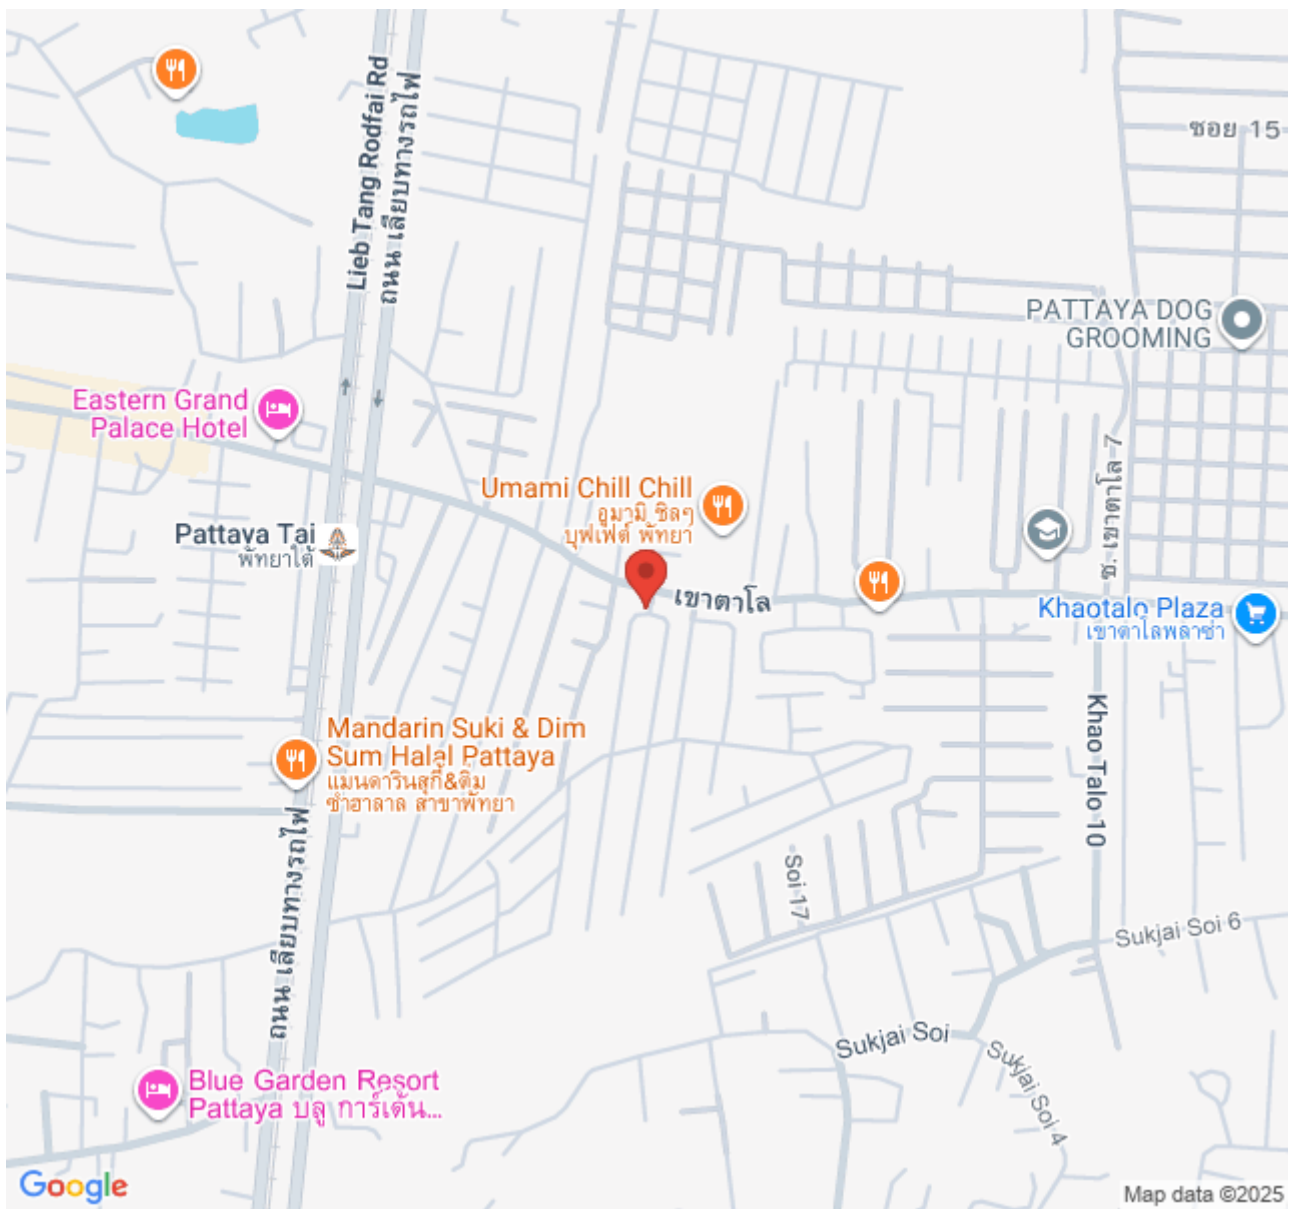 Lieb Tang Rodfai Rd
ถนน เลียบทางรถไฟ
ซอย 15
PATTAYA DOG
GROOMING
Eastern Grand
Palace Hotel
ซ. เขาตาโล 7
Umami Chill Chill
อูมามิ ชิลๆ
บุฟเฟ่ต์ พัทยา
Pattaya Tai
พัทยาใต้
เขาตาโล
Khaotalo Plaza
เขาตาโลพลาซ่า
Mandarin Suki & Dim
Sum Halal Pattaya
แมนดารินสุกี้&ติ่ม
ซำฮาลาล สาขาพัทยา
Khao Talo 10
Soi 17
ถนน เลียบทางรถไฟ
Sukjai Soi 6
Sukjai Soi
Sukjai Soi 4
Blue Garden Resort
Pattaya บลู การ์เด้น...
Google
Map data ©2025